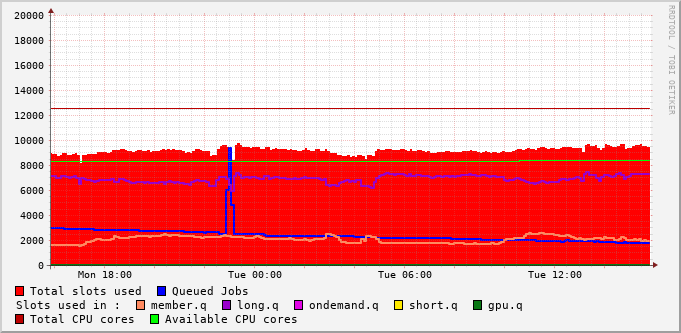 20000
18000
16000
14000
12000
10000
8000
6000
4000
2000
0
Mon 18:00 Tue 00:00 Tue 06:00 Tue 12:00
RRDTOOL / TOBI OETIKER
Total slots used Queued Jobs
Slots used in : member.q long.q ondemand.q short.q gpu.q
Total CPU cores Available CPU cores